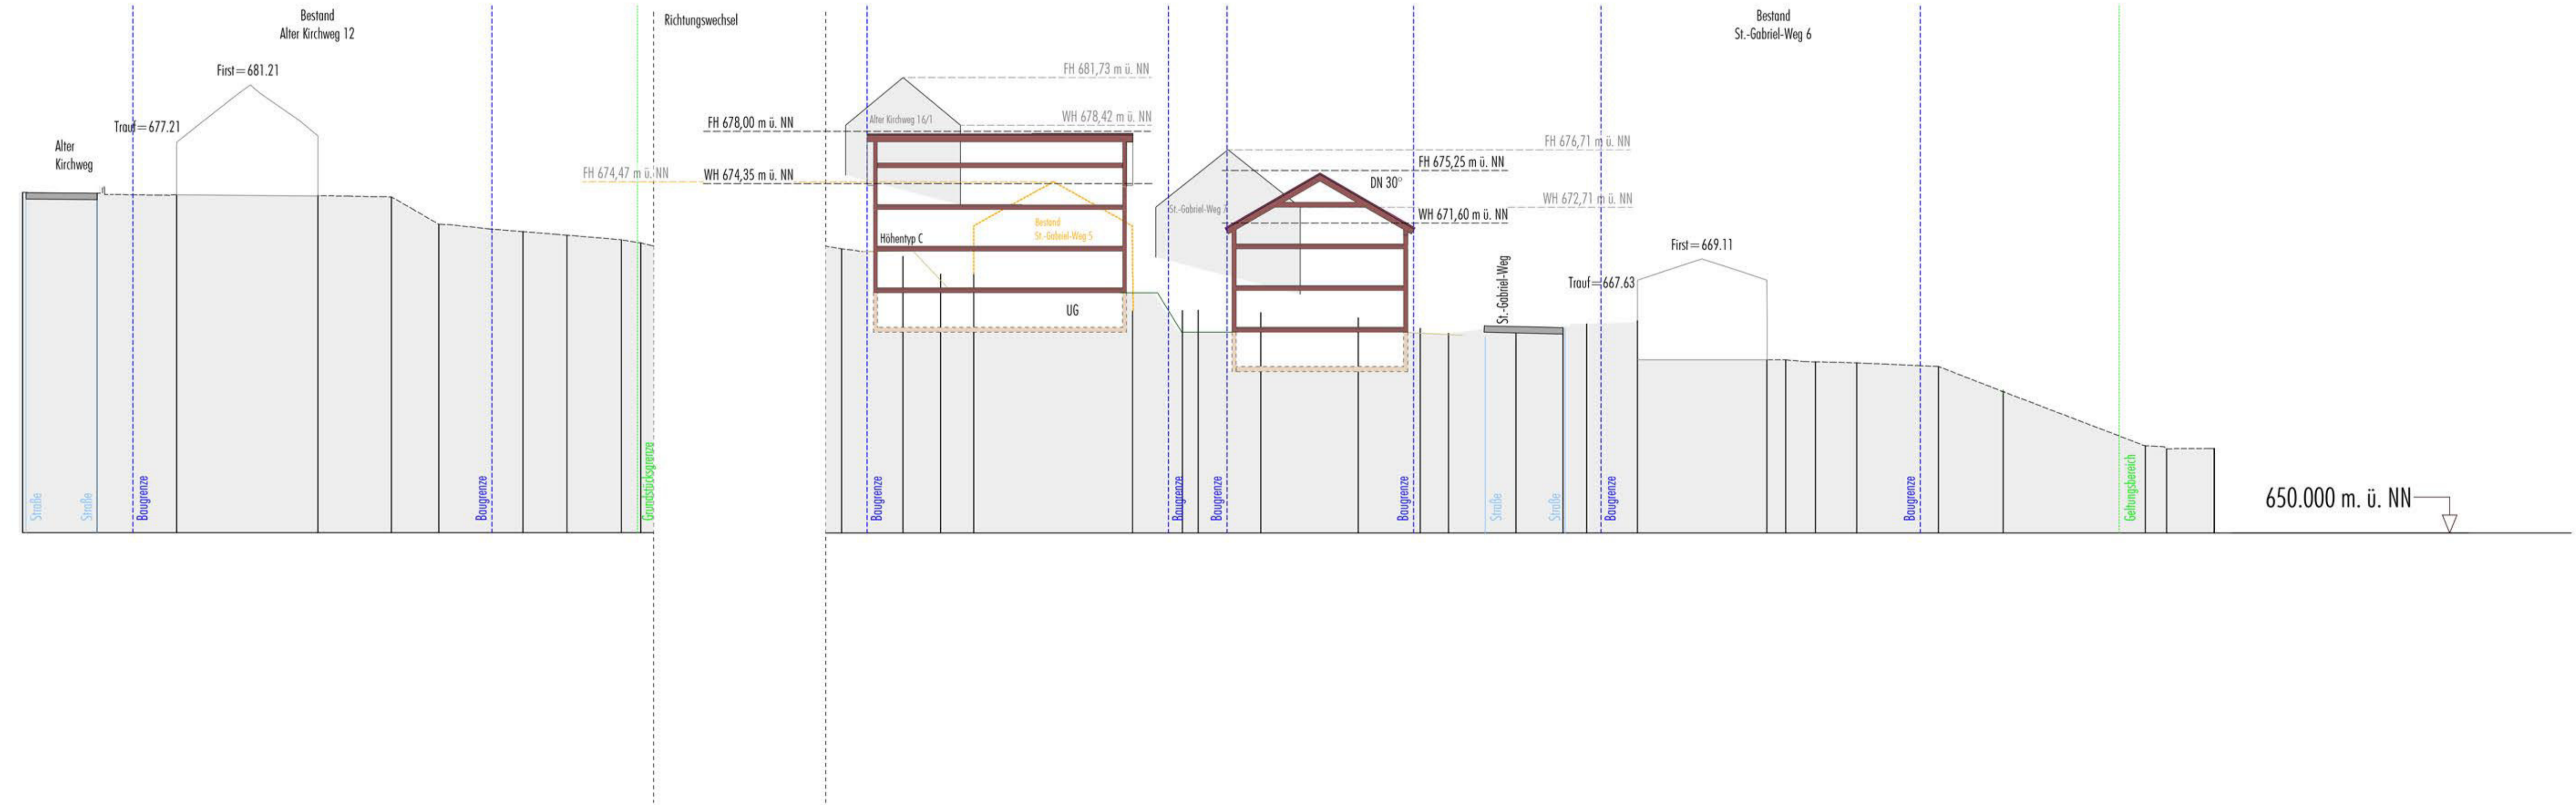 Bestand
Alter Kirchweg 12
First=681.21
Trauf=677.21
Alter
Kirchweg
Richtungswechsel
FH 681,73 m ü. NN
WH 678,42 m ü. NN
Alter Kirchweg 16/1
FH 678,00 m ü. NN
FH 674,47 m ü. NN
WH 674,35 m ü. NN
Bestand
St.-Gabriel-Weg 5
Höhentyp C
UG
FH 676,71 m ü. NN
FH 675,25 m ü. NN
DN 30°
WH 672,71 m ü. NN
WH 671,60 m ü. NN
St.-Gabriel-Weg
St.-Gabriel-Weg
Bestand
St.-Gabriel-Weg 6
First=669.11
Trauf=667.63
Straße
Straße
Baugrenze
Baugrenze
Grundstücksgrenze
Baugrenze
Baugrenze
Baugrenze
Baugrenze
Straße
Straße
Baugrenze
Baugrenze
Geltungsbereich
650.000 m. ü. NN